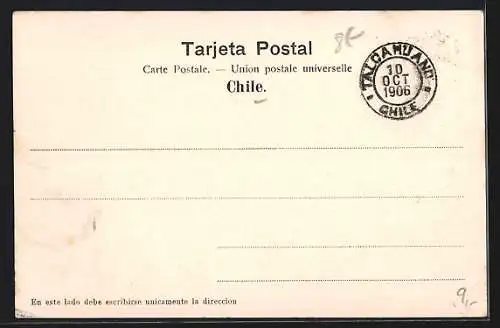 Tarjeta Postal
Carte Postale. — Union postale universelle
Chile.
TALCAHUANO
10
OCT
1906
CHILE
En este lado debe escribirse unicamente la direccion
9,-